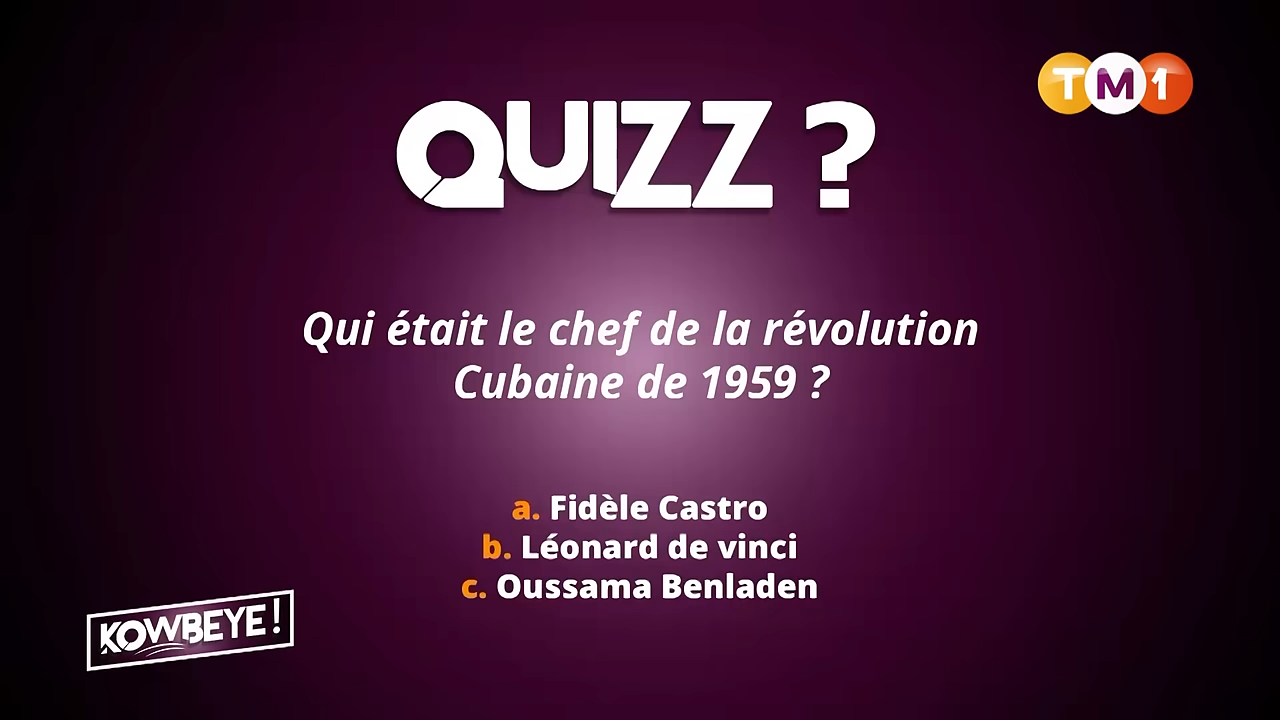 TM1
QUIZZ ?
Qui était le chef de la révolution
Cubaine de 1959 ?
a. Fidèle Castro
b. Léonard de vinci
c. Oussama Benladen
KOWBEYE !